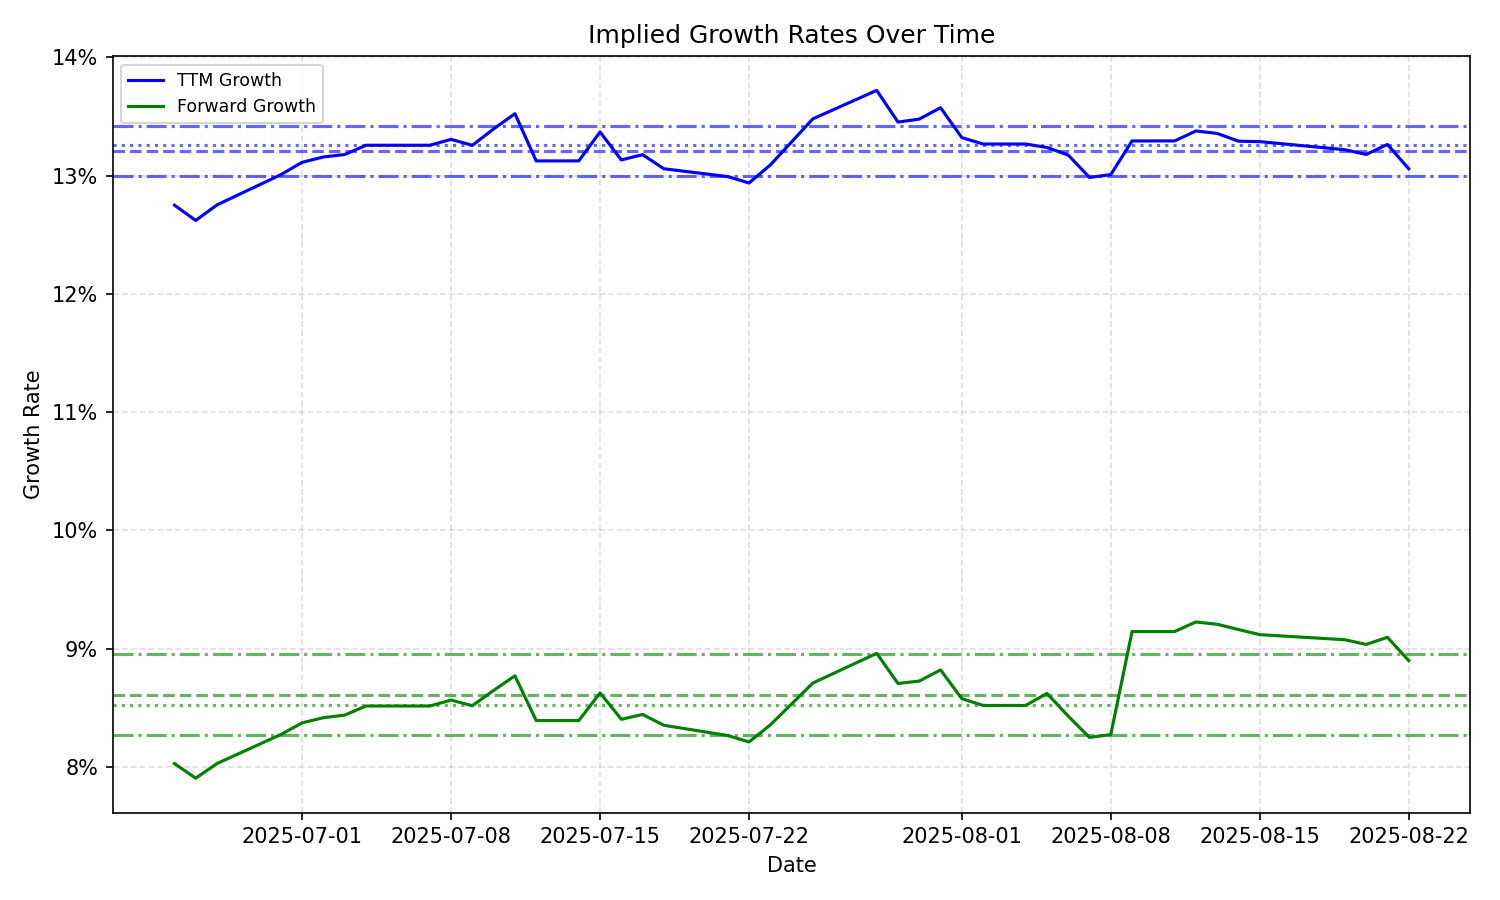 Implied Growth Rates Over Time
TTM Growth
Forward Growth
Growth Rate
14%
13%
12%
11%
10%
9%
8%
2025-07-01 2025-07-08 2025-07-15 2025-07-22 2025-08-01 2025-08-08 2025-08-15 2025-08-22
Date